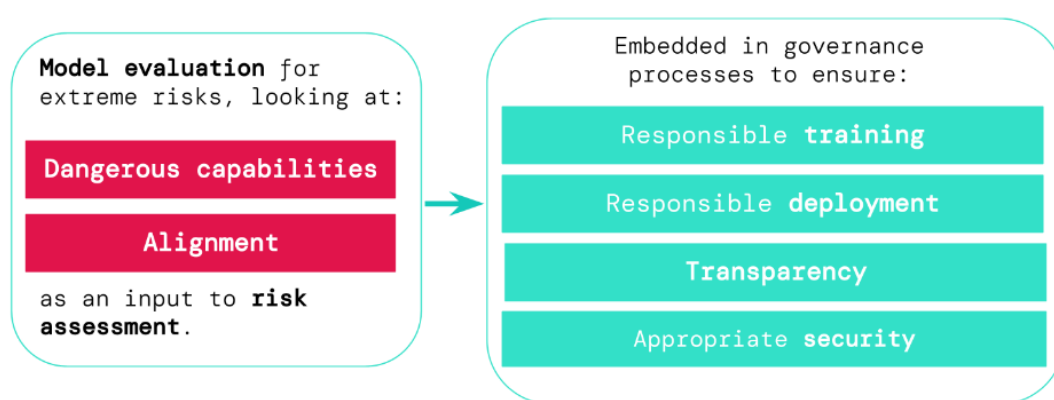 Model evaluation for
extreme risks, looking at:
Dangerous capabilities
Alignment
as an input to risk
assessment.
Embedded in governance
processes to ensure:
Responsible training
Responsible deployment
Transparency
Appropriate security